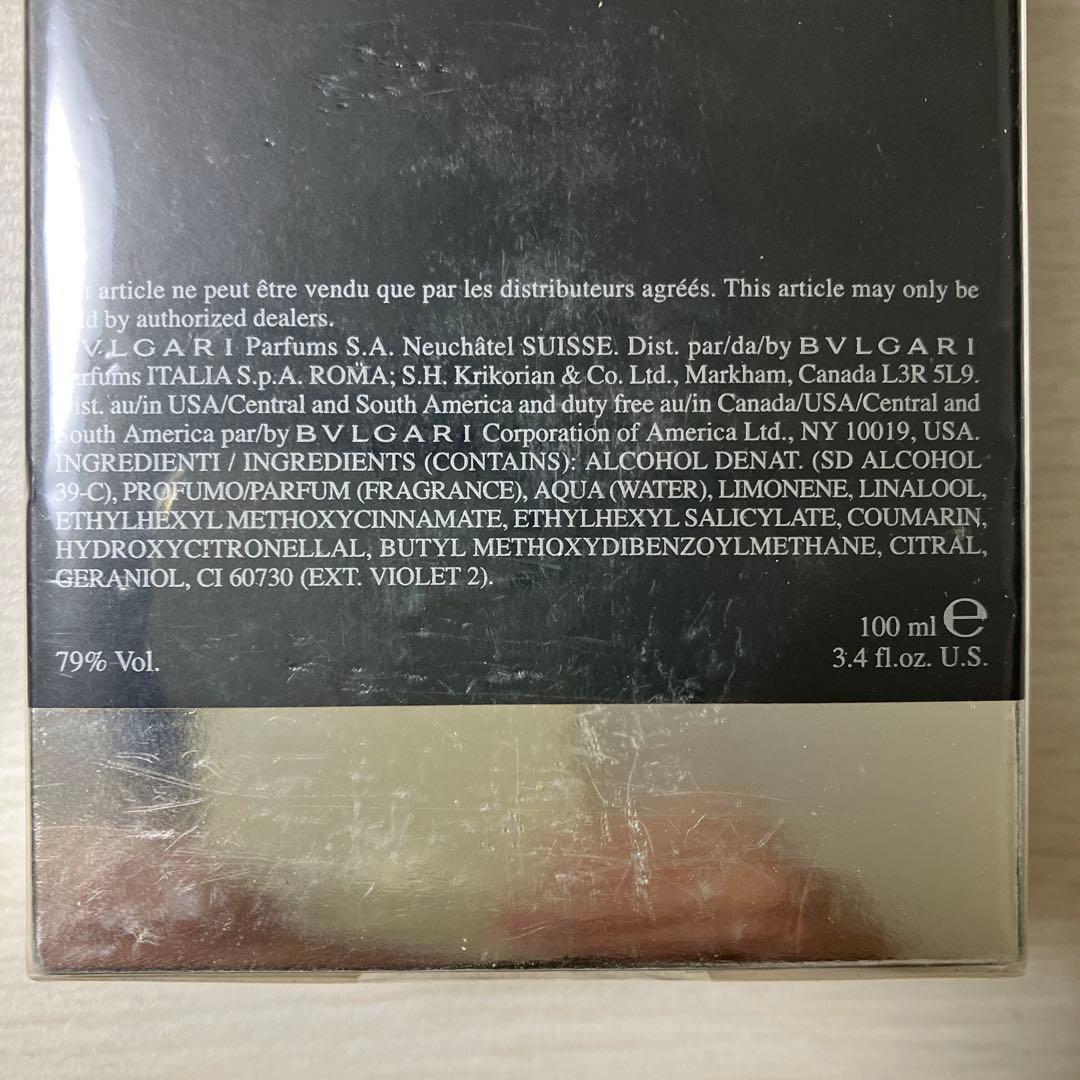 article ne peut être vendu que par les distributeurs agréés. This article may only be
by authorized dealers.
BVLGARI Parfums S.A. Neuchâtel SUISSE. Dist. par/da/by BVLGARI
Parfums ITALIA S.p.A. ROMA; S.H. Krikorian & Co. Ltd., Markham, Canada L3R 5L9.
Dist. au/in USA/Central and South America and duty free au/in Canada/USA/Central and
South America par/by BVLGARI Corporation of America Ltd., NY 10019, USA.
INGREDIENTI / INGREDIENTS (CONTAINS): ALCOHOL DENAT. (SD ALCOHOL
39-C), PROFUMO/PARFUM (FRAGRANCE), AQUA (WATER), LIMONENE, LINALOOL,
ETHYLHEXYL METHOXYCINNAMATE, ETHYLHEXYL SALICYLATE, COUMARIN,
HYDROXYCITRONELLAL, BUTYL METHOXYDIBENZOYLMETHANE, CITRAL,
GERANIOL, CI 60730 (EXT. VIOLET 2).
100 ml e
79% Vol.
3.4 fl.oz. U.S.